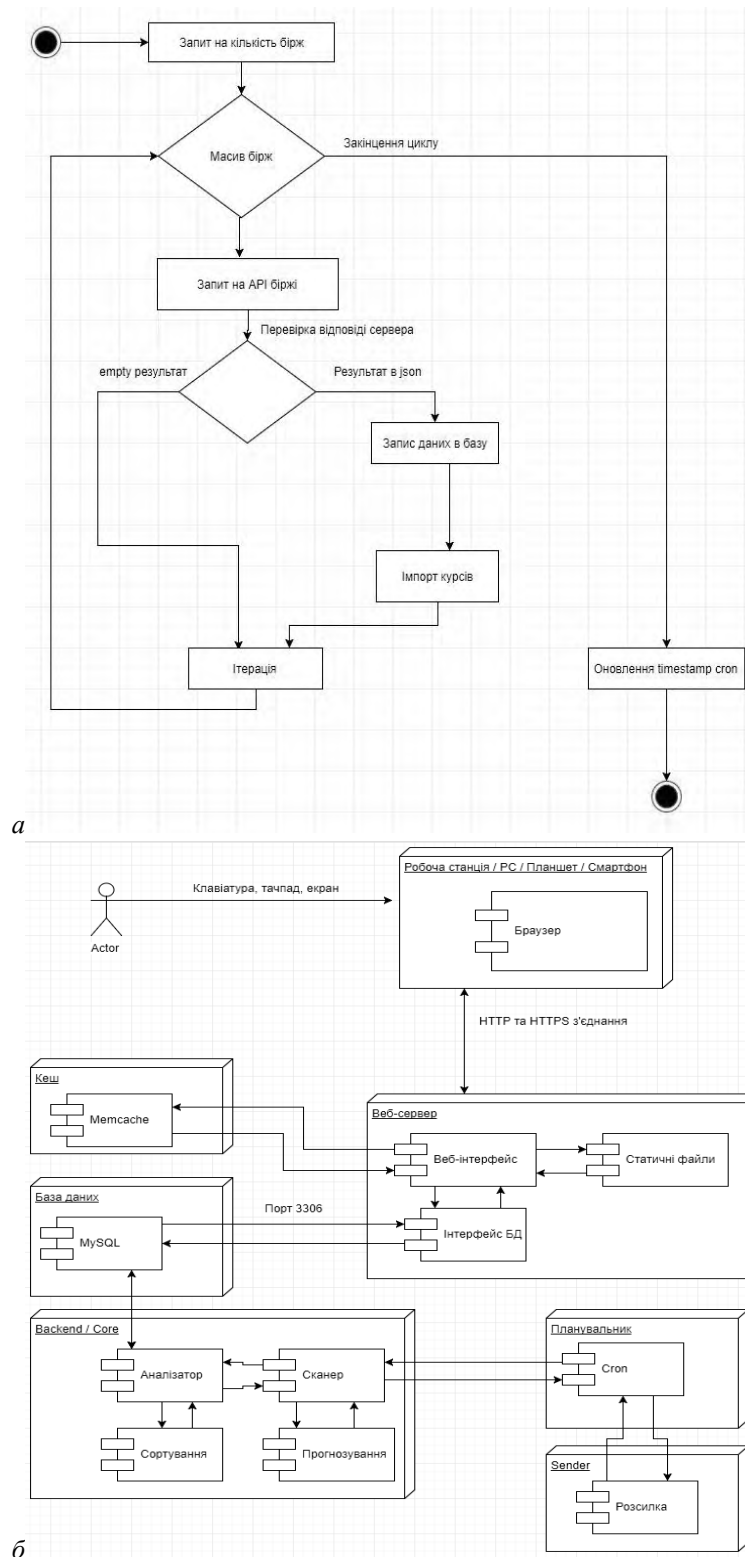 Запит на кількість бірж
Масив бірж
Закінцення циклу
Запит на API біржі
Перевірка відповіді сервера
empty результат
Результат в json
Запис даних в базу
Імпорт курсів
Ітерація
Оновлення timestamp cron
а
Робоча станція / PC / Планшет / Смартфон
Клавіатура, тачпад, екран
Браузер
Actor
HTTP та HTTPS з'єднання
Кеш
Memcache
Веб-сервер
Веб-інтерфейс
Статичні файли
База даних
Порт 3306
MySQL
Інтерфейс БД
Backend / Core
Планувальник
Аналізатор
Сканер
Cron
Сортування
Прогнозування
Sender
Розсилка
б